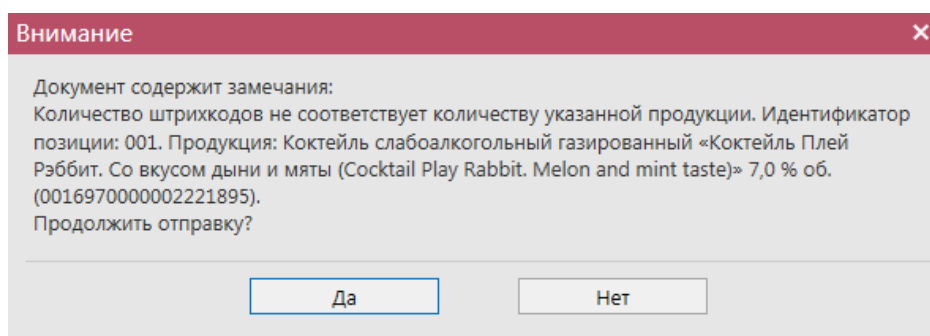 Внимание
Документ содержит замечания:
Количество штрихкодов не соответствует количеству указанной продукции. Идентификатор
позиции: 001. Продукция: Коктейль слабоалкогольный газированный «Коктейль Плей
Рэббит. Со вкусом дыни и мяты (Cocktail Play Rabbit. Melon and mint taste)» 7,0 % об.
(0016970000002221895).
Продолжить отправку?
Да
Нет